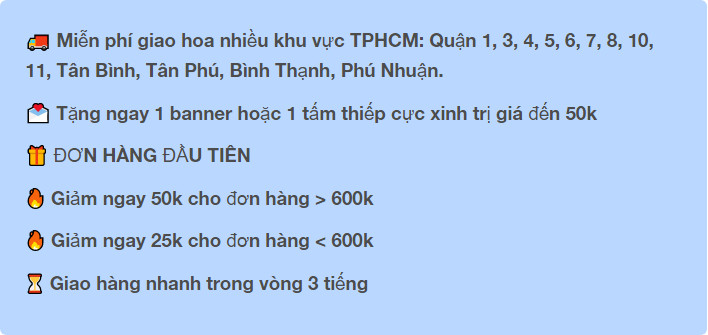 🚚 Miễn phí giao hoa nhiều khu vực TPHCM: Quận 1, 3, 4, 5, 6, 7, 8, 10,
11, Tân Bình, Tân Phú, Bình Thạnh, Phú Nhuận.
💌 Tặng ngay 1 banner hoặc 1 tấm thiếp cực xinh trị giá đến 50k
🎁 ĐƠN HÀNG ĐẦU TIÊN
🔥 Giảm ngay 50k cho đơn hàng > 600k
🔥 Giảm ngay 25k cho đơn hàng < 600k
⏳ Giao hàng nhanh trong vòng 3 tiếng